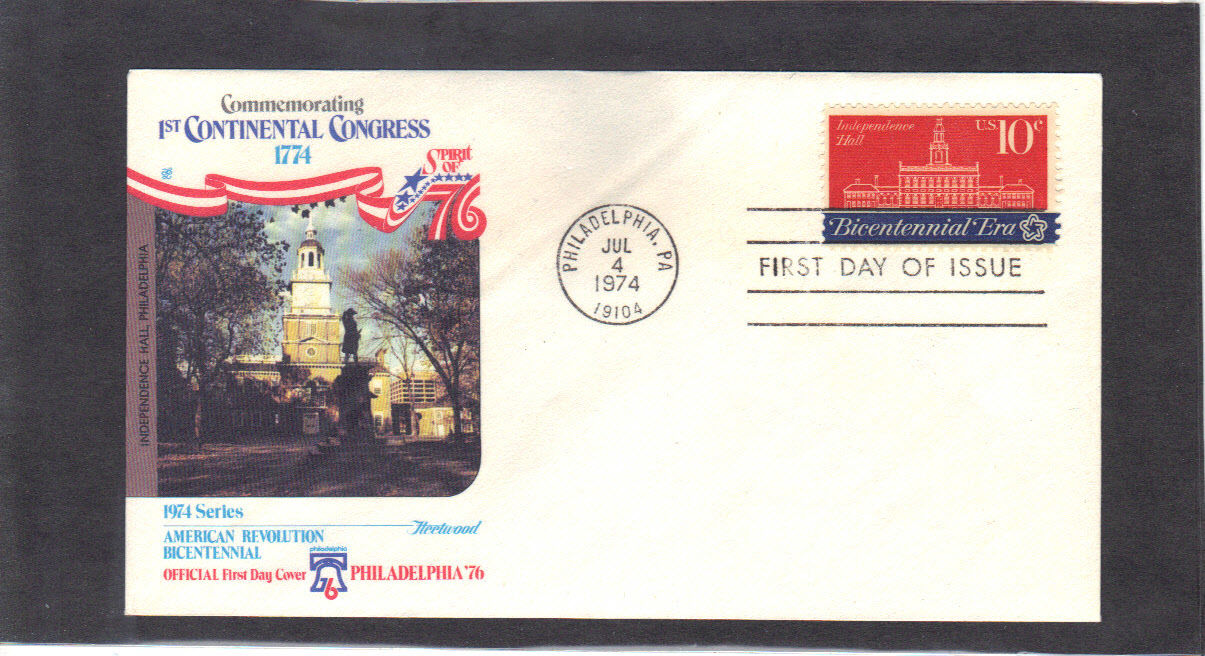 Commemorating
1ST CONTINENTAL CONGRESS
1774
SPIRIT
OF
76
INDEPENDENCE HALL, PHILADELPHIA
1974 Series
Fleetwood
AMERICAN REVOLUTION
BICENTENNIAL
philadelphia
76
OFFICIAL First Day Cover
PHILADELPHIA '76
PHILADELPHIA, PA
JUL
4
1974
19104
Independence
Hall
U.S. 10c
Bicentennial Era
FIRST DAY OF ISSUE